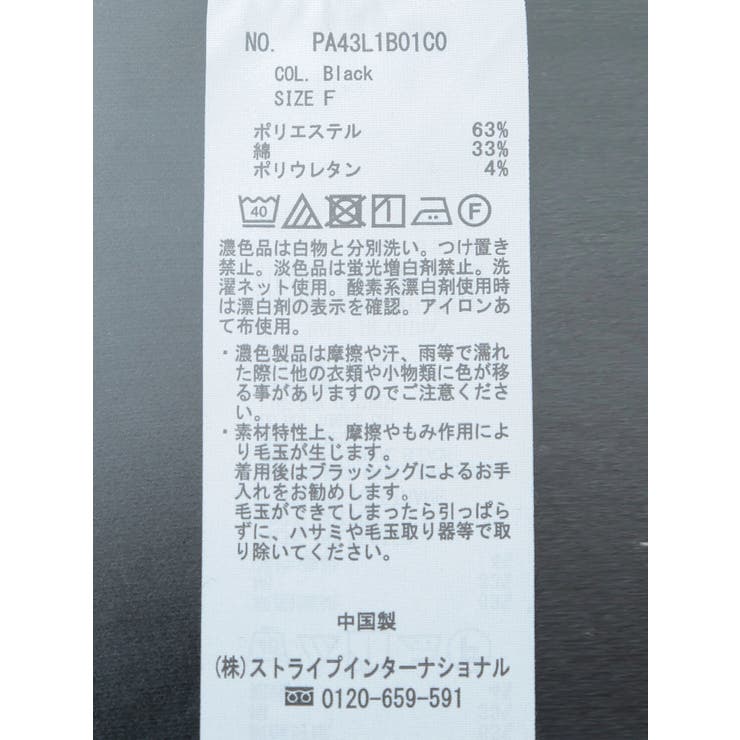 NO. PA43L1B01C0
COL. Black
SIZE F
ポリエステル 63%
綿 33%
ポリウレタン 4%
40 F
濃色品は白物と分別洗い。つけ置き
禁止。淡色品は蛍光増白剤禁止。洗
濯ネット使用。酸素系漂白剤使用時
は漂白剤の表示を確認。アイロンあ
て布使用。
・濃色製品は摩擦や汗、雨等で濡れ
た際に他の衣類や小物類に色が移
る事がありますのでご注意くださ
い。
・素材特性上、摩擦やもみ作用によ
り毛玉が生じます。
着用後はブラッシングによるお手
入れをお勧めします。
毛玉ができてしまったら引っぱら
ずに、ハサミや毛玉取り器等で取
り除いてください。
中国製
(株)ストライプインターナショナル
0120-659-591